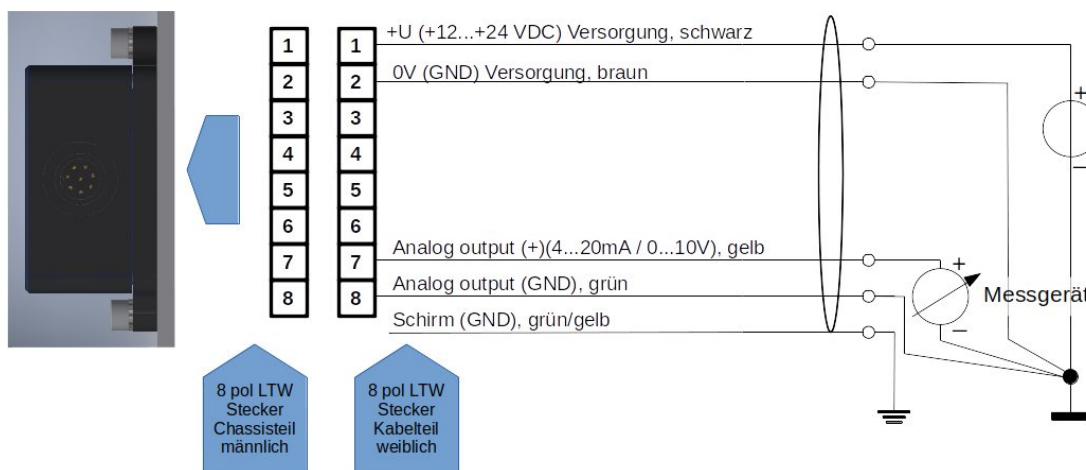 +U (+12...+24 VDC) Versorgung, schwarz
1 1
0V (GND) Versorgung, braun
2 2
3 3
4 4
5 5
6 6
Analog output (+)(4...20mA / 0...10V), gelb
7 7
Analog output (GND), grün
8 8
Schirm (GND), grün/gelb
+
−
+
Messgerät
−
8 pol LTW
Stecker
Chassisteil
männlich
8 pol LTW
Stecker
Kabelteil
weiblich